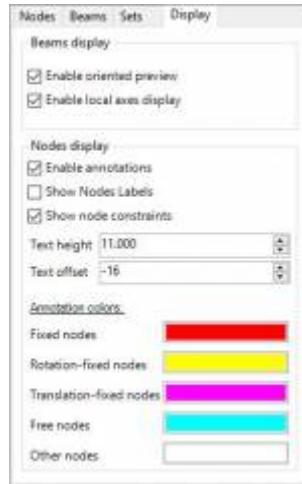 Nodes Beams Sets Display
Beams display
Enable oriented preview
Enable local axes display
Nodes display
Enable annotations
Show Nodes Labels
Show node constraints
Text height 11.000
Text offset -16
Annotation colors:
Fixed nodes
Rotation-fixed nodes
Translation-fixed nodes
Free nodes
Other nodes